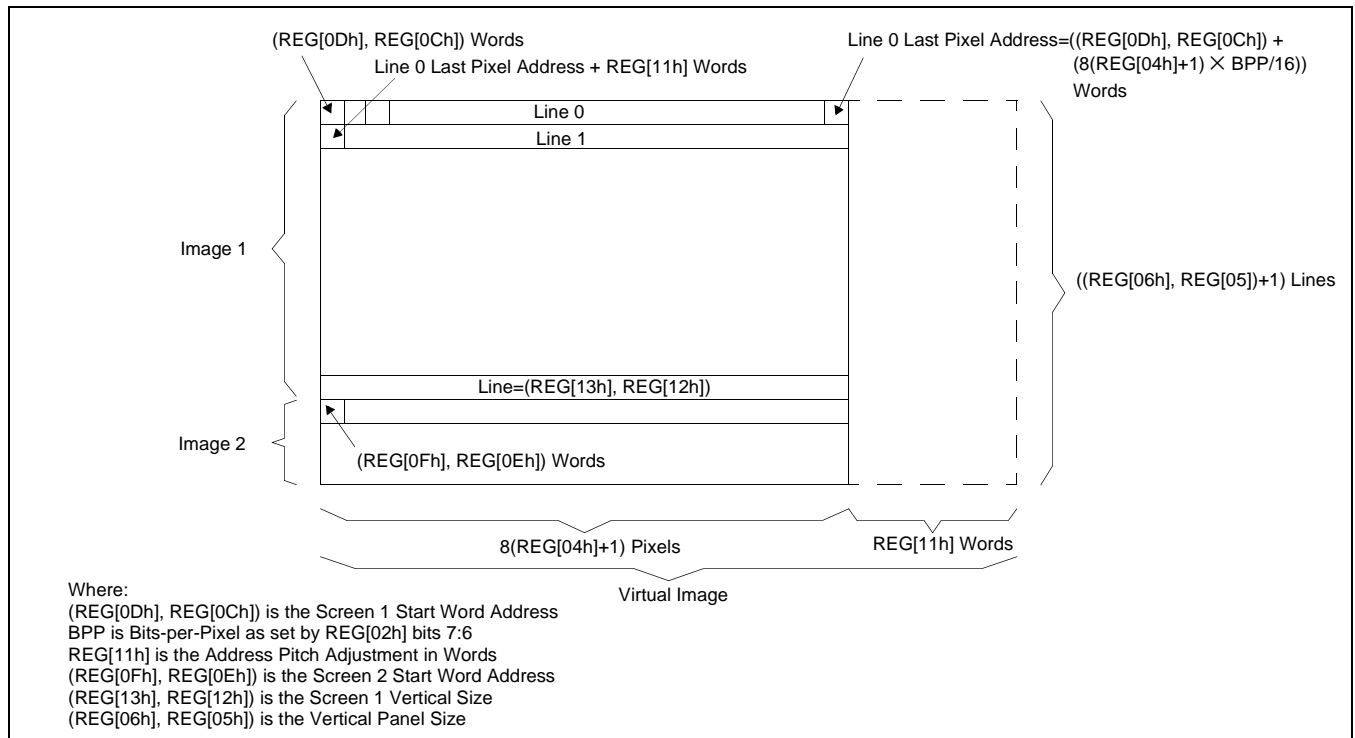 (REG[0Dh], REG[0Ch]) Words
Line 0 Last Pixel Address + REG[11h] Words
Line 0 Last Pixel Address=((REG[0Dh], REG[0Ch]) +
(8(REG[04h]+1) × BPP/16))
Words
Line 0
Line 1
Image 1
((REG[06h], REG[05])+1) Lines
Line=(REG[13h], REG[12h])
Image 2
(REG[0Fh], REG[0Eh]) Words
8(REG[04h]+1) Pixels
REG[11h] Words
Virtual Image
Where:
(REG[0Dh], REG[0Ch]) is the Screen 1 Start Word Address
BPP is Bits-per-Pixel as set by REG[02h] bits 7:6
REG[11h] is the Address Pitch Adjustment in Words
(REG[0Fh], REG[0Eh]) is the Screen 2 Start Word Address
(REG[13h], REG[12h]) is the Screen 1 Vertical Size
(REG[06h], REG[05h]) is the Vertical Panel Size